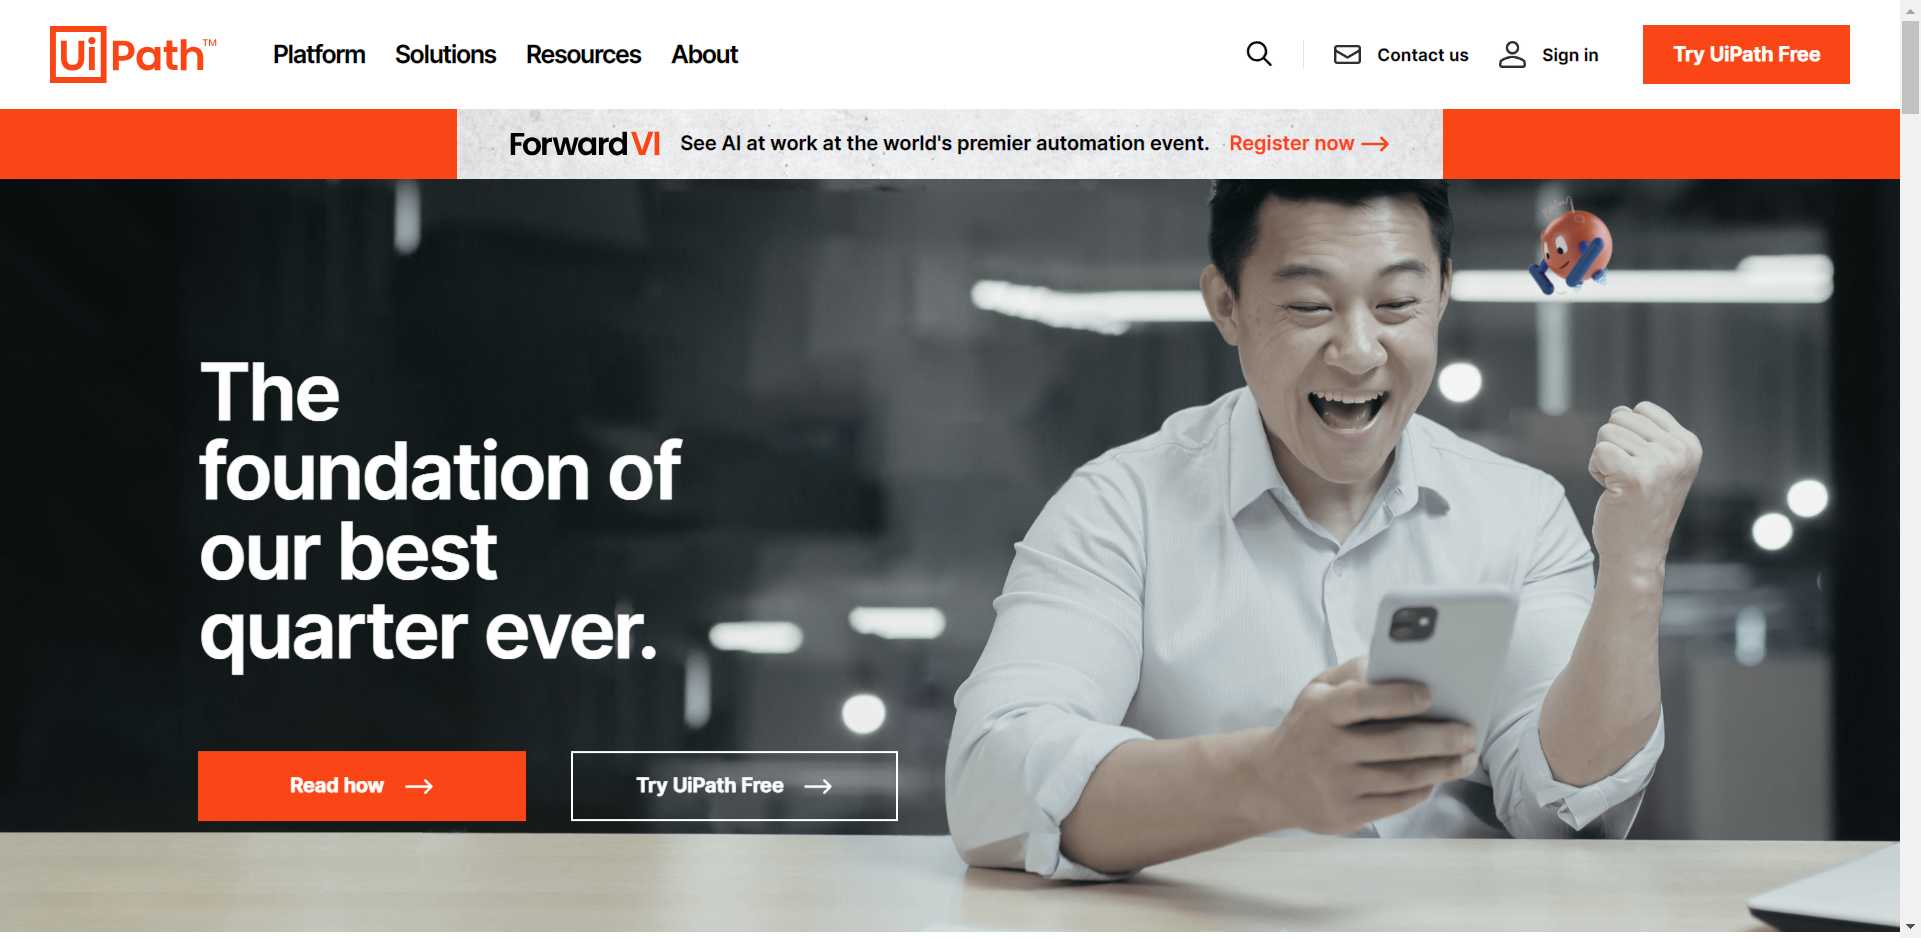 UiPath™
Platform Solutions Resources About
Contact us Sign in Try UiPath Free
Forward VI See AI at work at the world's premier automation event. Register now
The
foundation of
our best
quarter ever.
Read how Try UiPath Free